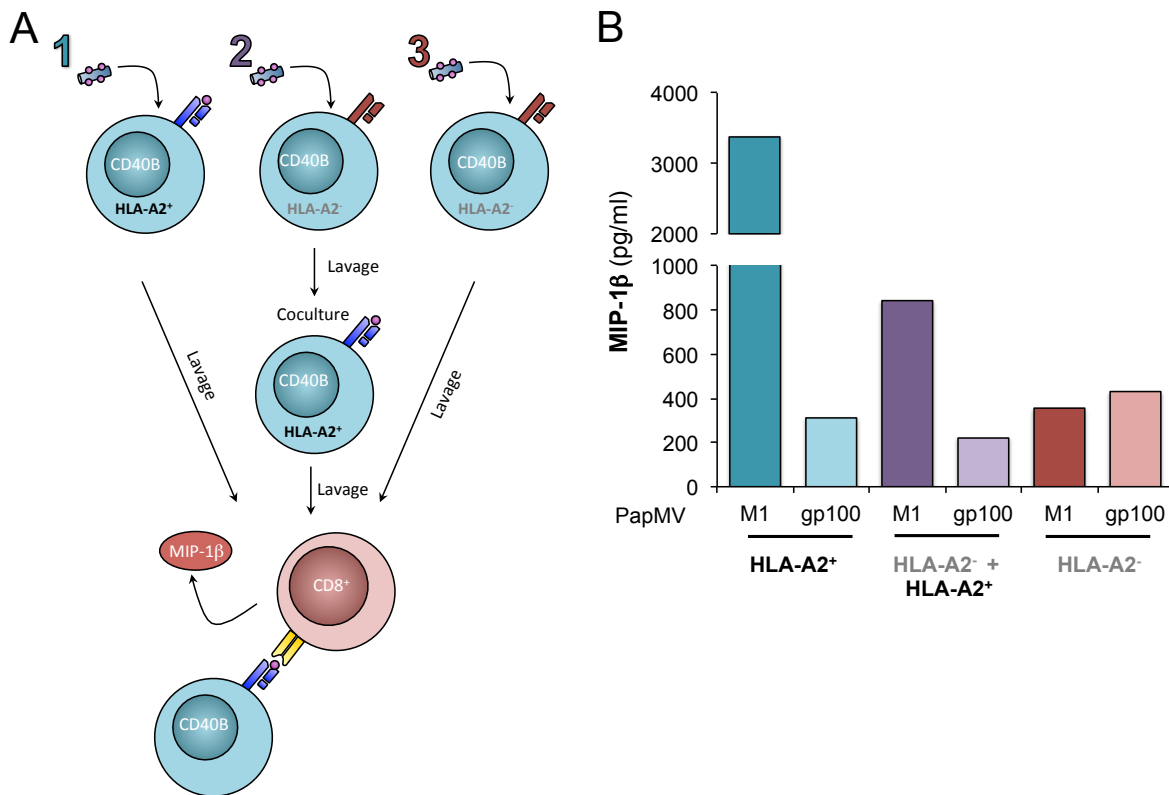 A
1
2
3
CD40B
HLA-A2⁺
CD40B
HLA-A2⁻
CD40B
HLA-A2⁻
Lavage
Coculture
CD40B
HLA-A2⁺
Lavage
Lavage
Lavage
MIP-1β
CD8⁺
CD40B
B
MIP-1β (pg/ml)
4000
3000
2000
1000
800
600
400
200
0
PapMV M1 gp100 M1 gp100 M1 gp100
HLA-A2⁺
HLA-A2⁻ +
HLA-A2⁺
HLA-A2⁻